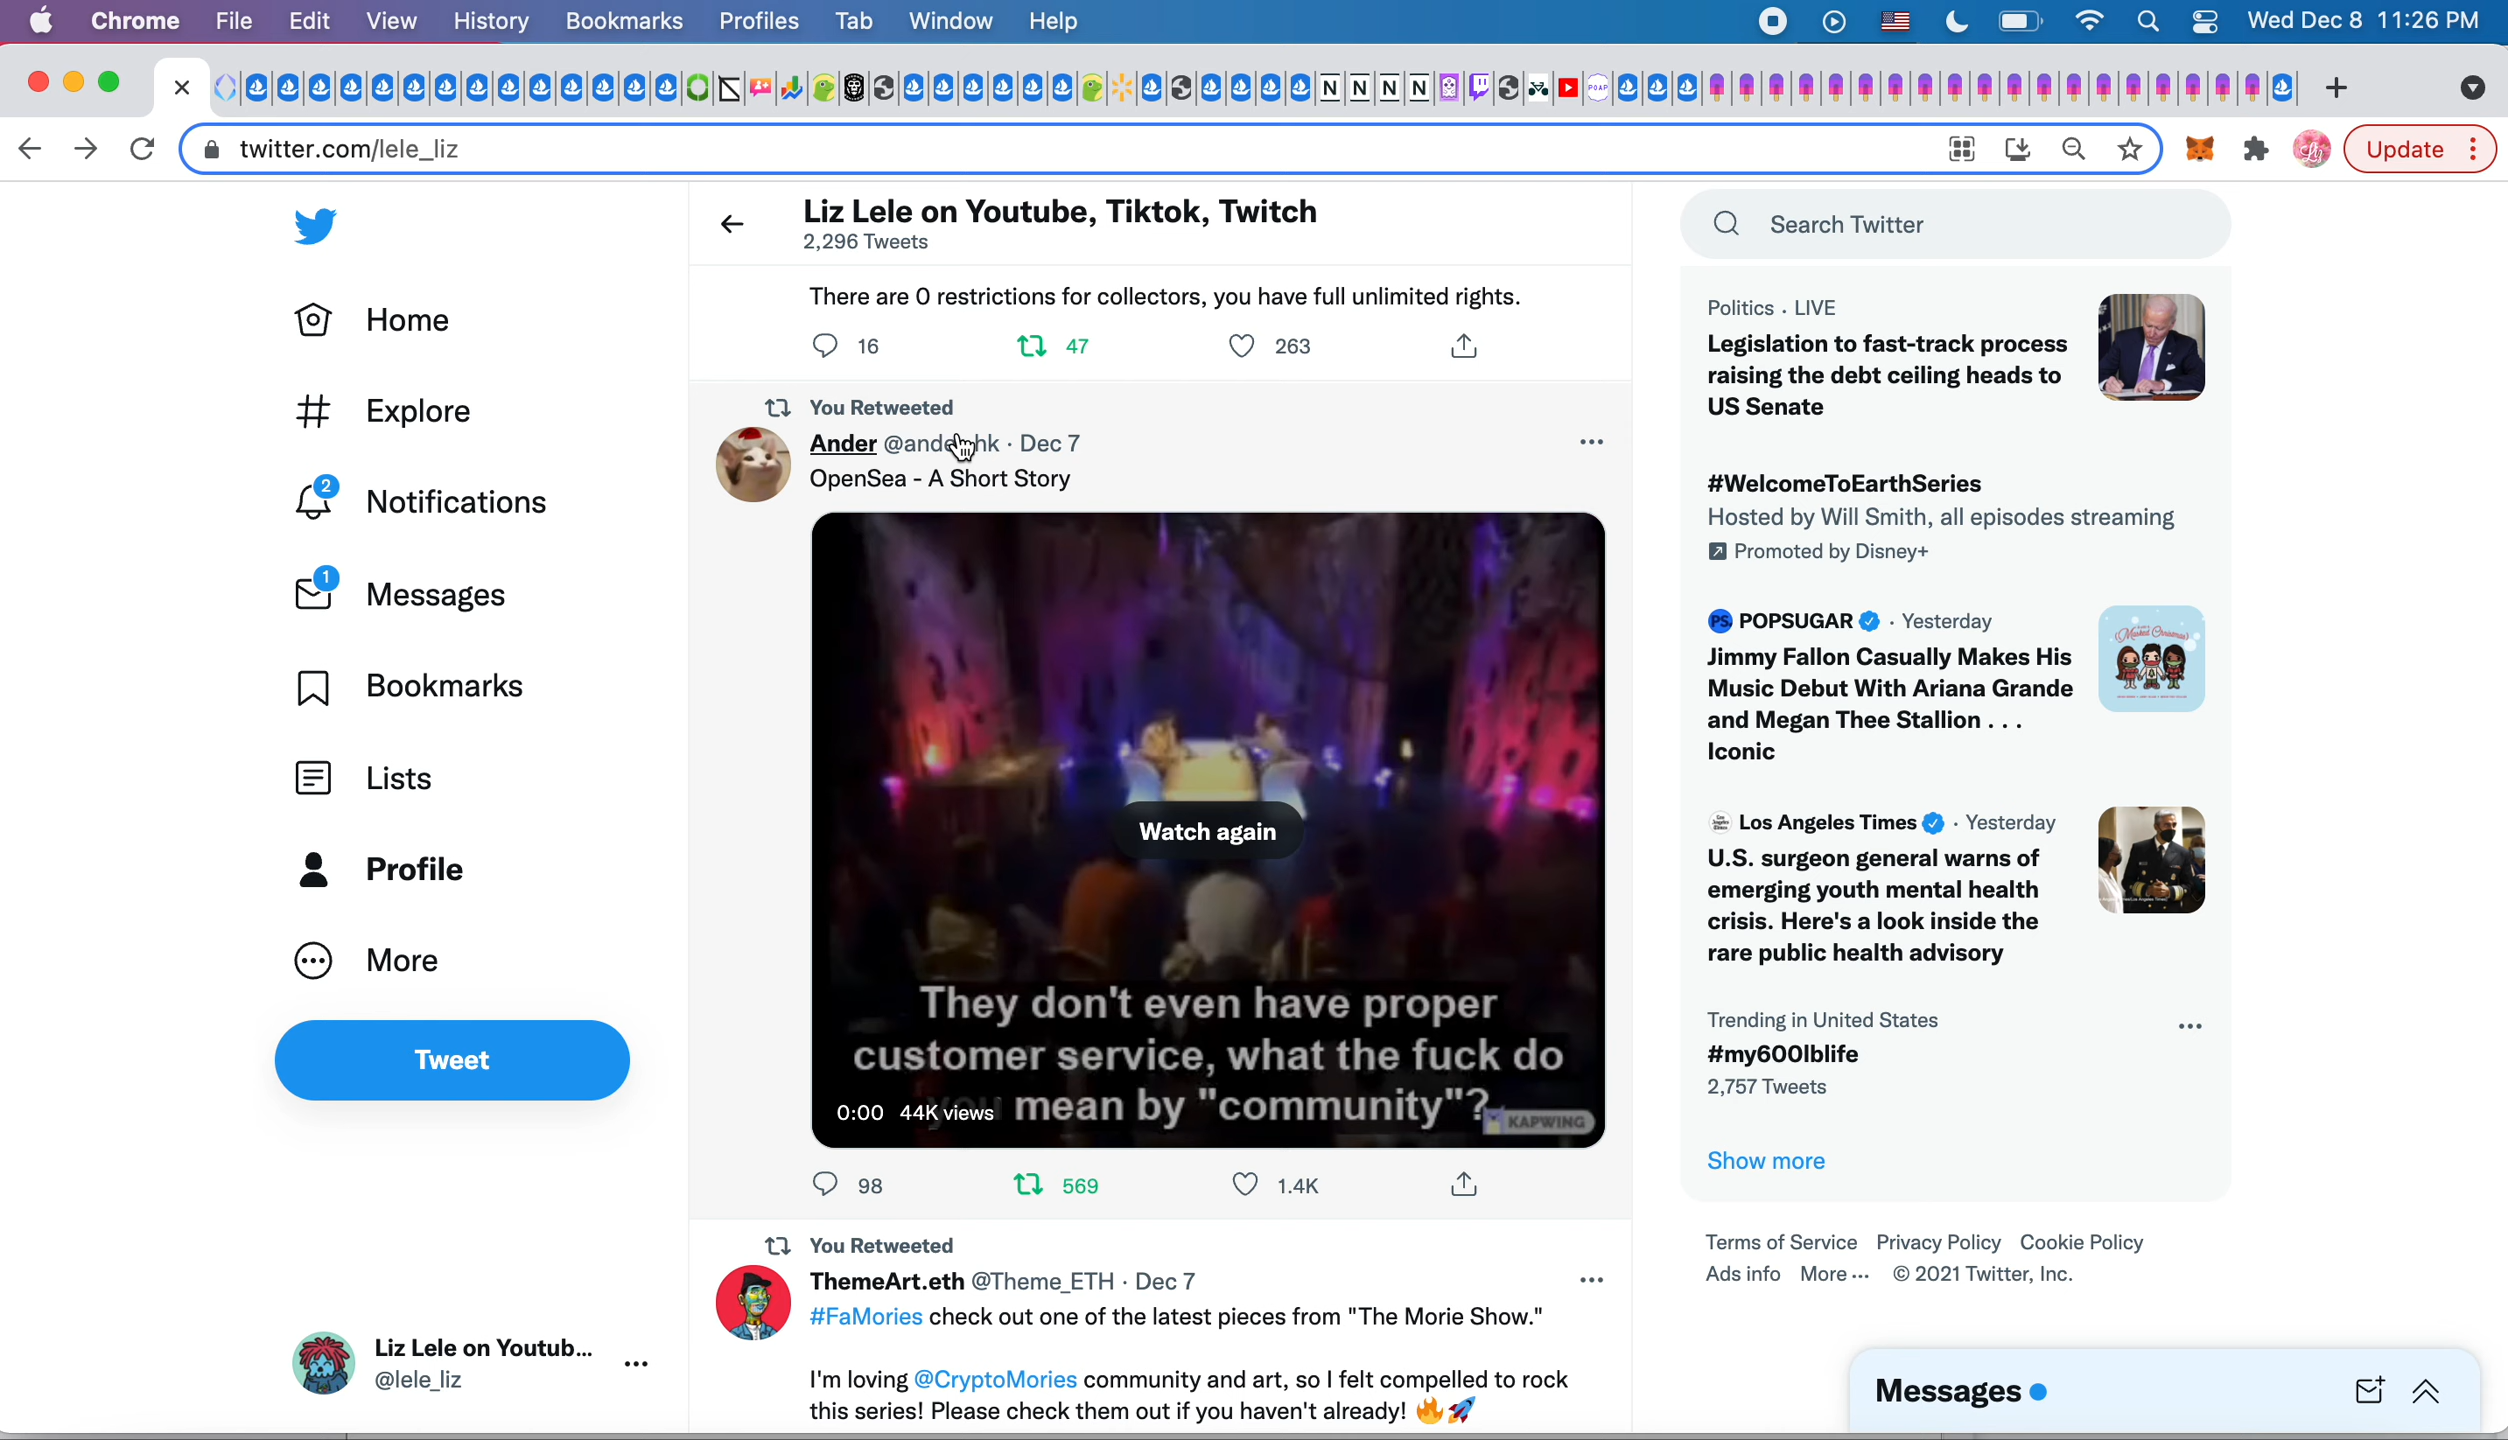 Chrome File Edit View History Bookmarks Profiles Tab Window Help Wed Dec 8 11:26 PM
twitter.com/lele_liz
Update
Liz Lele on Youtube, Tiktok, Twitch
2,296 Tweets
Home
Explore
2
Notifications
1
Messages
Bookmarks
Lists
Profile
More
Tweet
Liz Lele on Youtub...
@lele_liz
There are 0 restrictions for collectors, you have full unlimited rights.
16 47 263
You Retweeted
Ander · Dec 7
OpenSea - A Short Story
Watch again
They don't even have proper
customer service, what the fuck do
you mean by "community"?
0:00 44K views
KAPWING
98 569 1.4K
You Retweeted
ThemeArt.eth @Theme_ETH · Dec 7
#FaMories check out one of the latest pieces from "The Morie Show."
I'm loving @CryptoMories community and art, so I felt compelled to rock
this series! Please check them out if you haven't already! 🔥🚀
Search Twitter
Politics · LIVE
Legislation to fast-track process
raising the debt ceiling heads to
US Senate
#WelcomeToEarthSeries
Hosted by Will Smith, all episodes streaming
Promoted by Disney+
POPSUGAR · Yesterday
Jimmy Fallon Casually Makes His
Music Debut With Ariana Grande
and Megan Thee Stallion . . .
Iconic
Los Angeles Times · Yesterday
U.S. surgeon general warns of
emerging youth mental health
crisis. Here's a look inside the
rare public health advisory
Trending in United States
#my600lblife
2,757 Tweets
Show more
Terms of Service Privacy Policy Cookie Policy
Ads info More ··· © 2021 Twitter, Inc.
Messages